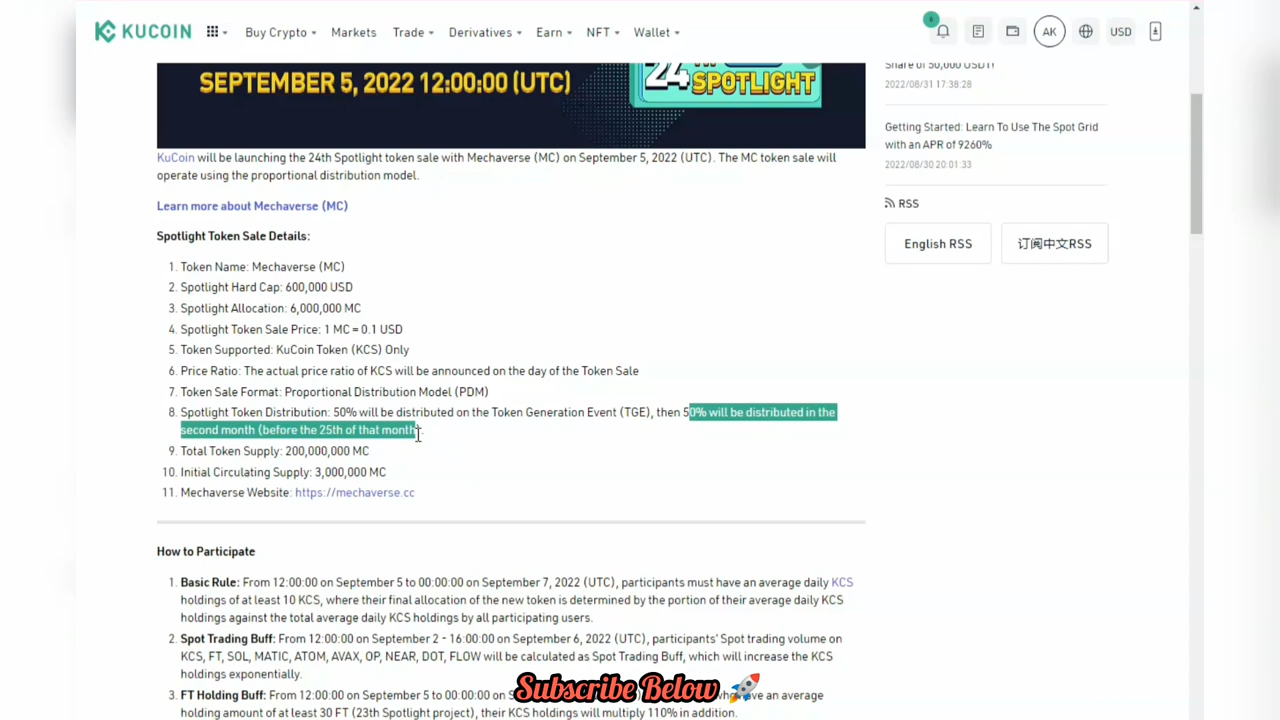 KUCOIN
Buy Crypto Markets Trade Derivatives Earn NFT Wallet
6
AK
USD
SEPTEMBER 5, 2022 12:00:00 (UTC)
24
SPOTLIGHT
Share of 50,000 USDT!
2022/08/31 17:38:28
Getting Started: Learn To Use The Spot Grid
with an APR of 9260%
2022/08/30 20:01:33
RSS
English RSS
订阅中文RSS
KuCoin will be launching the 24th Spotlight token sale with Mechaverse (MC) on September 5, 2022 (UTC). The MC token sale will
operate using the proportional distribution model.
Learn more about Mechaverse (MC)
Spotlight Token Sale Details:
1. Token Name: Mechaverse (MC)
2. Spotlight Hard Cap: 600,000 USD
3. Spotlight Allocation: 6,000,000 MC
4. Spotlight Token Sale Price: 1 MC = 0.1 USD
5. Token Supported: KuCoin Token (KCS) Only
6. Price Ratio: The actual price ratio of KCS will be announced on the day of the Token Sale
7. Token Sale Format: Proportional Distribution Model (PDM)
8. Spotlight Token Distribution: 50% will be distributed on the Token Generation Event (TGE), then 50% will be distributed in the
second month (before the 25th of that month).
9. Total Token Supply: 200,000,000 MC
10. Initial Circulating Supply: 3,000,000 MC
11. Mechaverse Website: https://mechaverse.cc
How to Participate
1. Basic Rule: From 12:00:00 on September 5 to 00:00:00 on September 7, 2022 (UTC), participants must have an average daily KCS
holdings of at least 10 KCS, where their final allocation of the new token is determined by the portion of their average daily KCS
holdings against the total average daily KCS holdings by all participating users.
2. Spot Trading Buff: From 12:00:00 on September 2 - 16:00:00 on September 6, 2022 (UTC), participants' Spot trading volume on
KCS, FT, SOL, MATIC, ATOM, AVAX, OP, NEAR, DOT, FLOW will be calculated as Spot Trading Buff, which will increase the KCS
holdings exponentially.
3. FT Holding Buff: From 12:00:00 on September 5 to 00:00:00 on have an average
holding amount of at least 30 FT (23th Spotlight project), their KCS holdings will multiply 110% in addition.
Subscribe Below